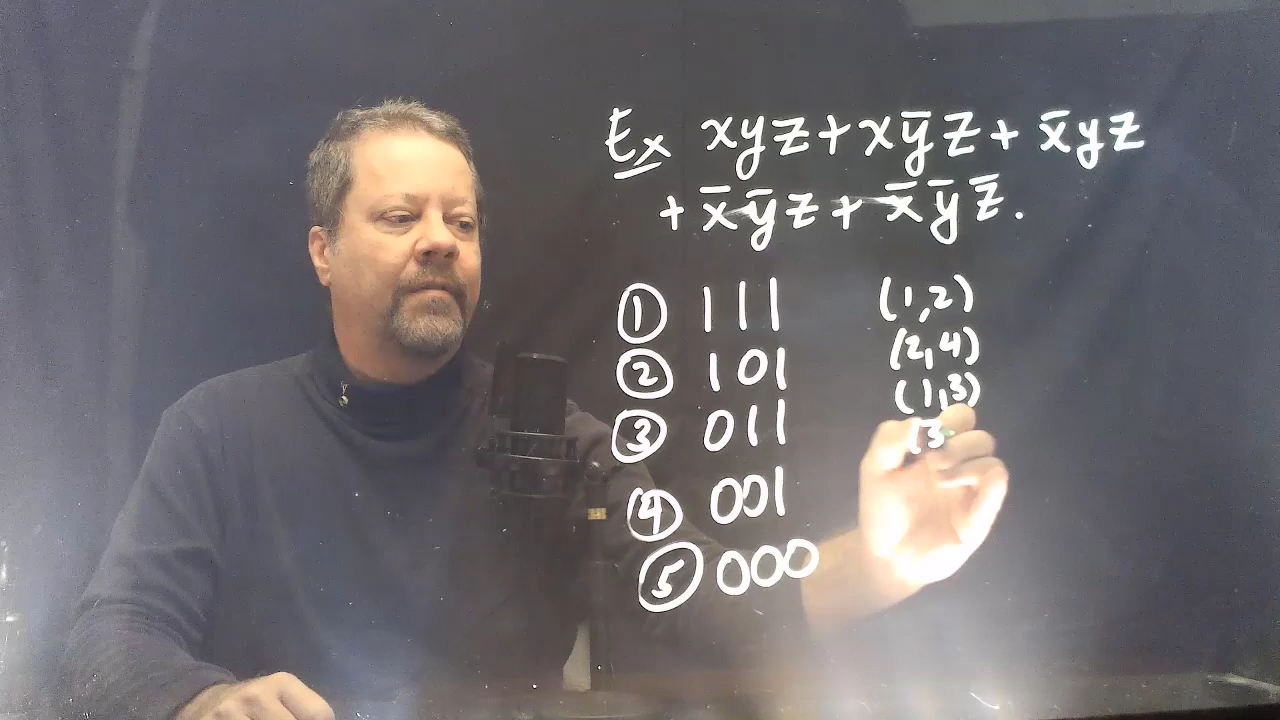 Ex xyz + xȳz + x̄yz
+ x̄ȳz + x̄ȳz̄.
① 111 (1,2)
② 101 (2,4)
③ 011 (1,3)
(3
④ 001
⑤ 000